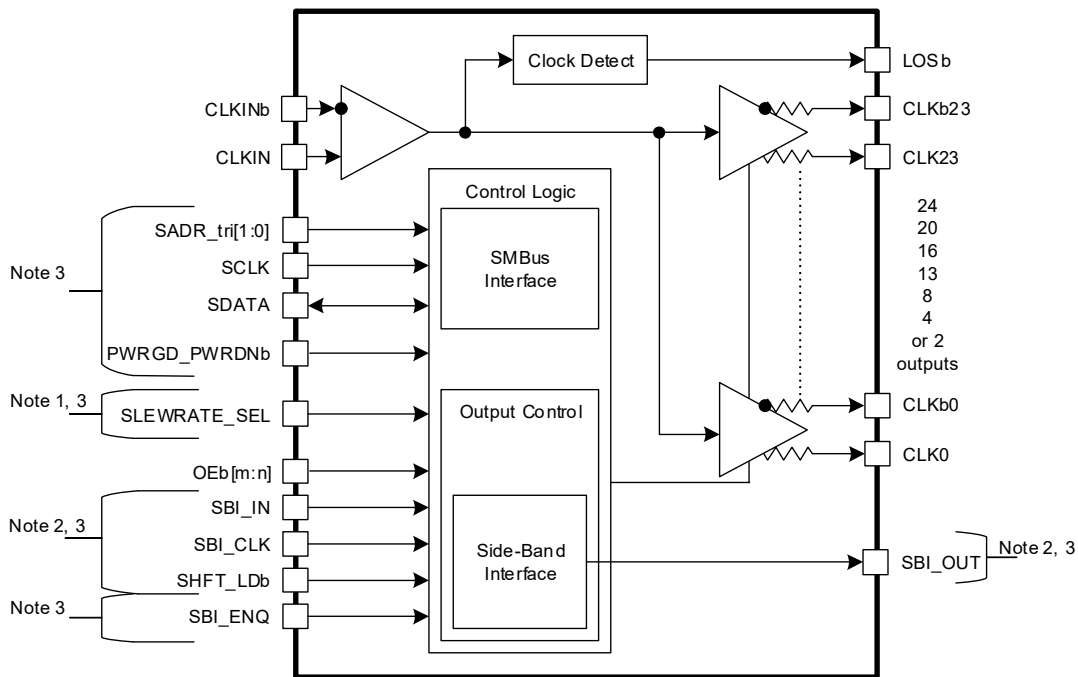 Clock Detect
LOSb
CLKINb
CLKb23
CLKIN
CLK23
Control Logic
SADR_tri[1:0]
SMBus
Interface
24
20
16
13
8
4
or 2
outputs
Note 3
SCLK
SDATA
PWRGD_PWRDNb
Note 1, 3
SLEWRATE_SEL
Output Control
CLKb0
CLK0
OEb[m:n]
Note 2, 3
SBI_IN
SBI_CLK
SHFT_LDb
Side-Band
Interface
SBI_OUT
Note 2, 3
Note 3
SBI_ENQ